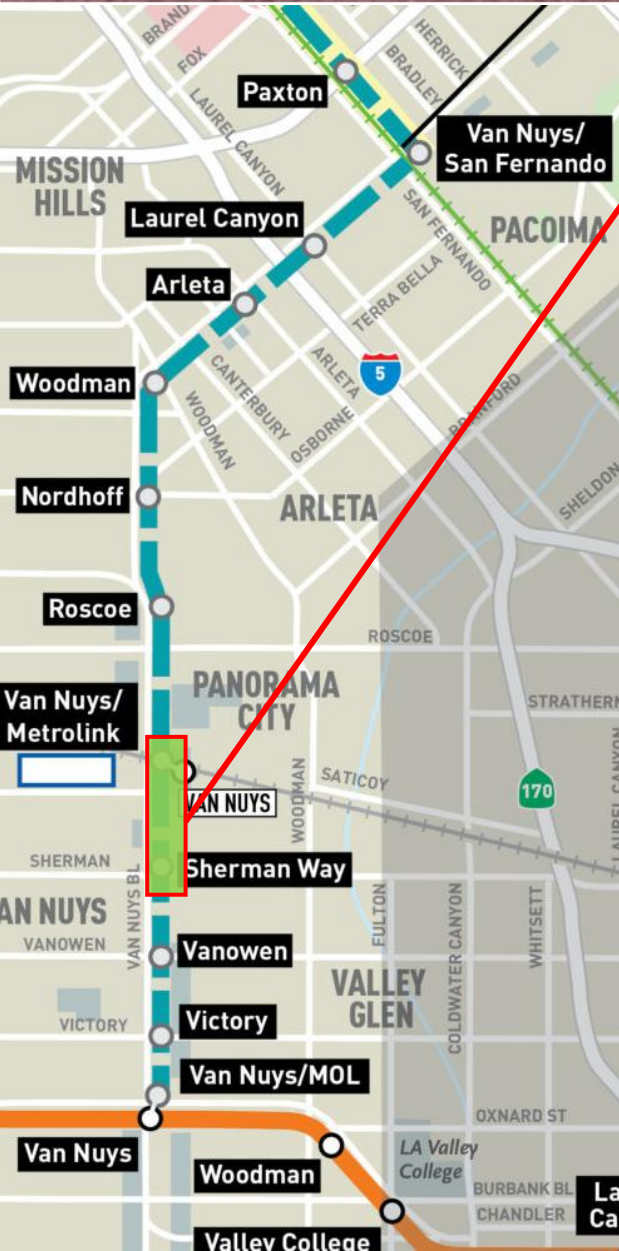 BRAND
FOX
HERRICK
BRADLEY
Paxton
Van Nuys/
San Fernando
LAUREL CANYON
MISSION
HILLS
Laurel Canyon
SAN FERNANDO
PACOIMA
Arleta
TERRA BELLA
Woodman
ARLETA
5
CANTERBURY
WOODMAN
OSBORNE
BRANFORD
SHELDON
Nordhoff
ARLETA
Roscoe
ROSCOE
PANORAMA
CITY
STRATHERN
Van Nuys/
Metrolink
VAN NUYS
WOODMAN
SATICOY
170
LAUREL CANYON
SHERMAN
Sherman Way
VAN NUYS BL
AN NUYS
VANOWEN
Vanowen
FULTON
COLDWATER CANYON
WHITSETT
VALLEY
GLEN
VICTORY
Victory
Van Nuys/MOL
OXNARD ST
Van Nuys
Woodman
LA Valley
College
BURBANK BL
CHANDLER
La
Ca
Valley College